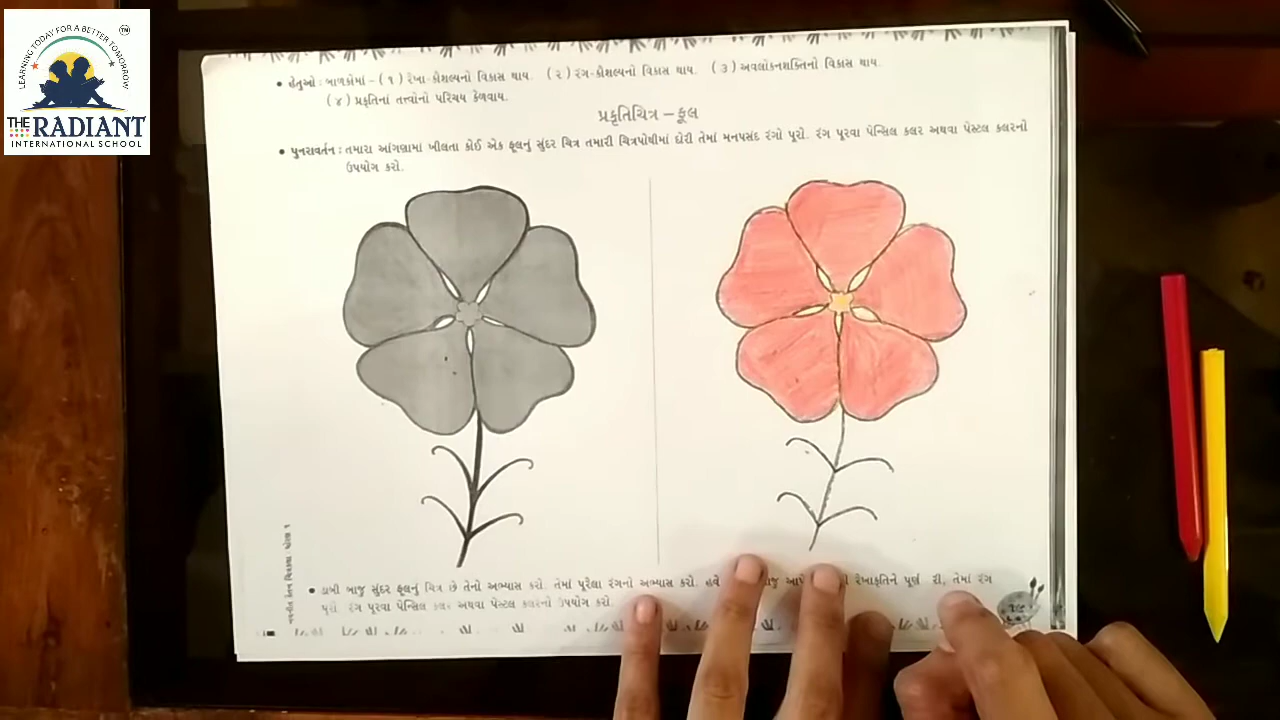 LEARNING TODAY FOR A BETTER TOMORROW
TM
THE RADIANT
INTERNATIONAL SCHOOL
• હેતુઓ : બાળકોમાં – (૧) રેખા-કૌશલ્યનો વિકાસ થાય. (૨) રંગ-કૌશલ્યનો વિકાસ થાય. (૩) અવલોકનશક્તિનો વિકાસ થાય.
(૪) પ્રકૃતિનાં તત્ત્વોનો પરિચય કેળવાય.
પ્રકૃતિચિત્ર – ફૂલ
• પુનરાવર્તન : તમારા આંગણામાં ખીલતા કોઈ એક ફૂલનું સુંદર ચિત્ર તમારી ચિત્રપોથીમાં દોરી તેમાં મનપસંદ રંગો પૂરો. રંગ પૂરવા પેન્સિલ કલર અથવા પેસ્ટલ કલરનો
ઉપયોગ કરો.
• ડાબી બાજુ સુંદર ફૂલનું ચિત્ર છે તેનો અભ્યાસ કરો. તેમાં પૂરેલા રંગનો અભ્યાસ કરો. હવે રેખાકૃતિને પૂર્ણ તેમાં રંગ
પૂરો. રંગ પૂરવા પેન્સિલ કલર અથવા પેસ્ટલ કલરનો ઉપયોગ કરો.